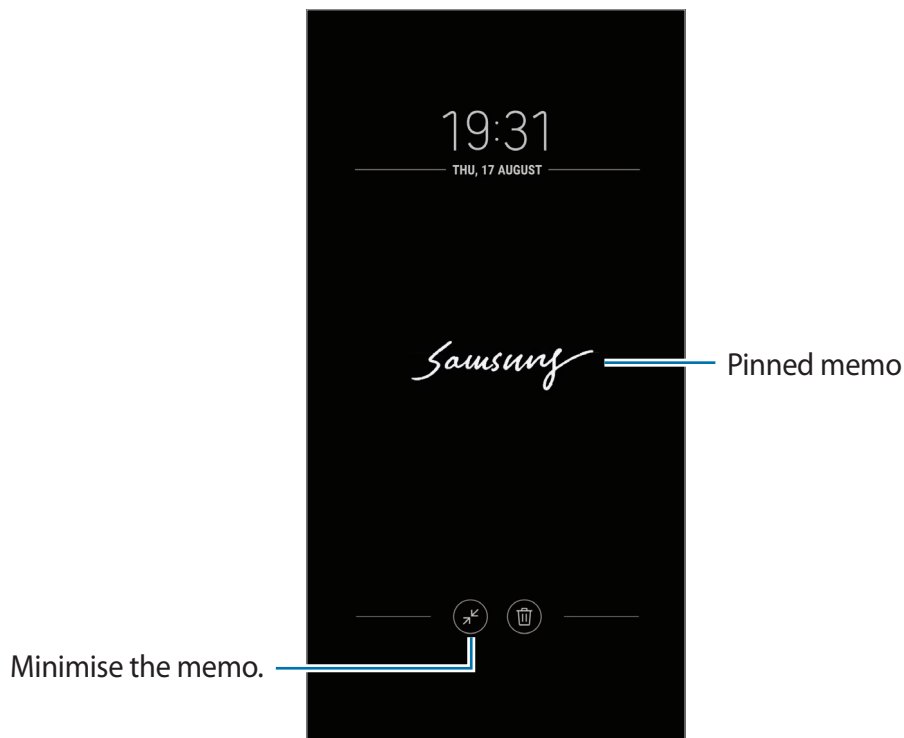 19:31
THU, 17 AUGUST
Samsung
Pinned memo
Minimise the memo.